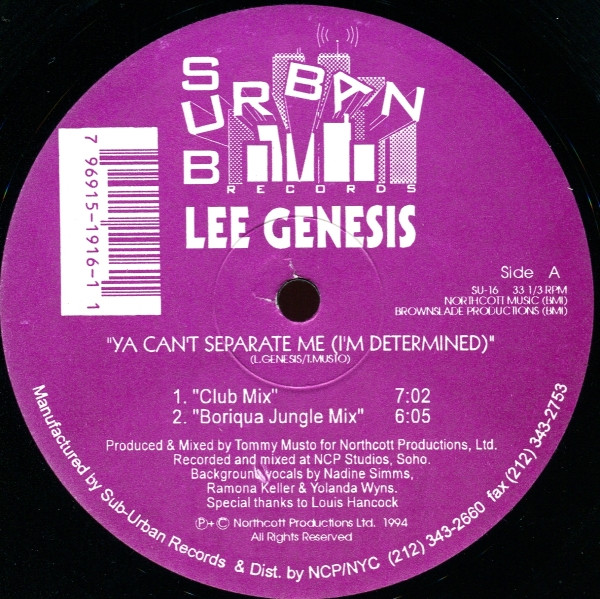 SUB URBAN
RECORDS
LEE GENESIS
7 96915-1916-1 1
Side A
SU-16 33 1/3 RPM
NORTHCOTT MUSIC (BMI)
BROWNSLADE PRODUCTIONS (BMI)
"YA CAN'T SEPARATE ME (I'M DETERMINED)"
(L.GENESIS/T.MUSTO)
1. "Club Mix" 7:02
2. "Boriqua Jungle Mix" 6:05
Produced & Mixed by Tommy Musto for Northcott Productions, Ltd.
Recorded and mixed at NCP Studios, Soho.
Background vocals by Nadine Simms,
Ramona Keller & Yolanda Wyns.
Special thanks to Louis Hancock
℗+ © Northcott Productions Ltd. 1994
All Rights Reserved
Manufactured by Sub-Urban Records & Dist. by NCP/NYC (212) 343-2660 fax (212) 343-2753